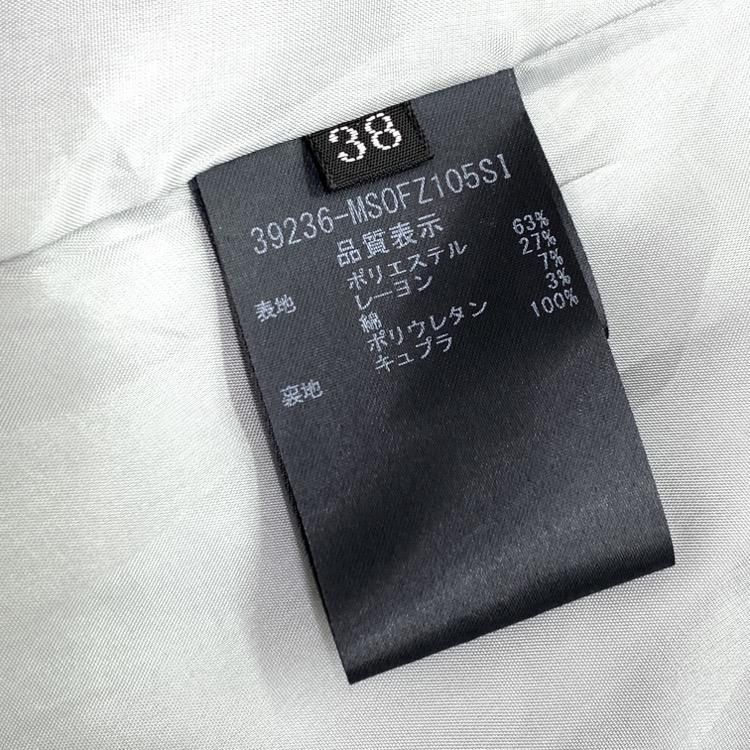 38
39236-MSOFZ105SI
品質表示
表地 ポリエステル 63%
レーヨン 27%
綿 7%
ポリウレタン 3%
裏地 キュプラ 100%